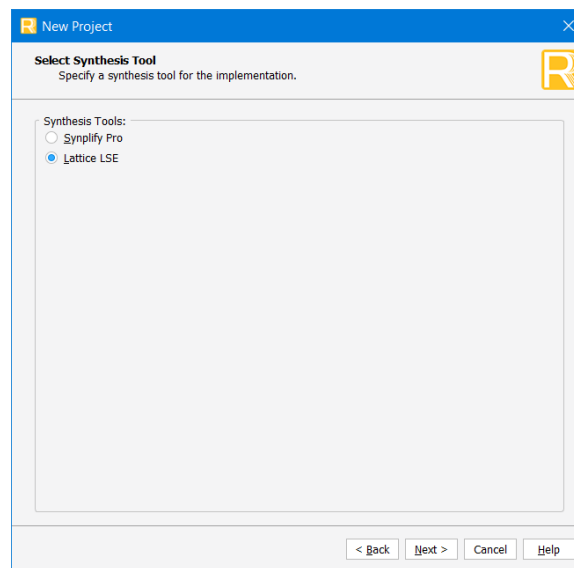 New Project
Select Synthesis Tool
Specify a synthesis tool for the implementation.
Synthesis Tools:
Synplify Pro
Lattice LSE
< Back Next > Cancel Help